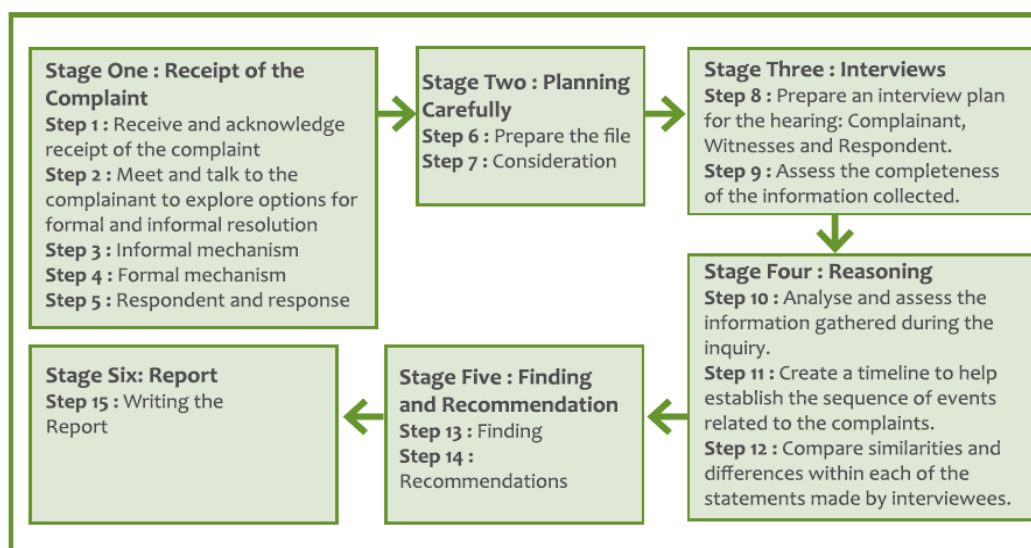 Stage One : Receipt of the
Complaint
Step 1 : Receive and acknowledge
receipt of the complaint
Step 2 : Meet and talk to the
complainant to explore options for
formal and informal resolution
Step 3 : Informal mechanism
Step 4 : Formal mechanism
Step 5 : Respondent and response
Stage Two : Planning
Carefully
Step 6 : Prepare the file
Step 7 : Consideration
Stage Three : Interviews
Step 8 : Prepare an interview plan
for the hearing: Complainant,
Witnesses and Respondent.
Step 9 : Assess the completeness
of the information collected.
Stage Four : Reasoning
Step 10 : Analyse and assess the
information gathered during the
inquiry.
Step 11 : Create a timeline to help
establish the sequence of events
related to the complaints.
Step 12 : Compare similarities and
differences within each of the
statements made by interviewees.
Stage Five : Finding
and Recommendation
Step 13 : Finding
Step 14 :
Recommendations
Stage Six: Report
Step 15 : Writing the
Report